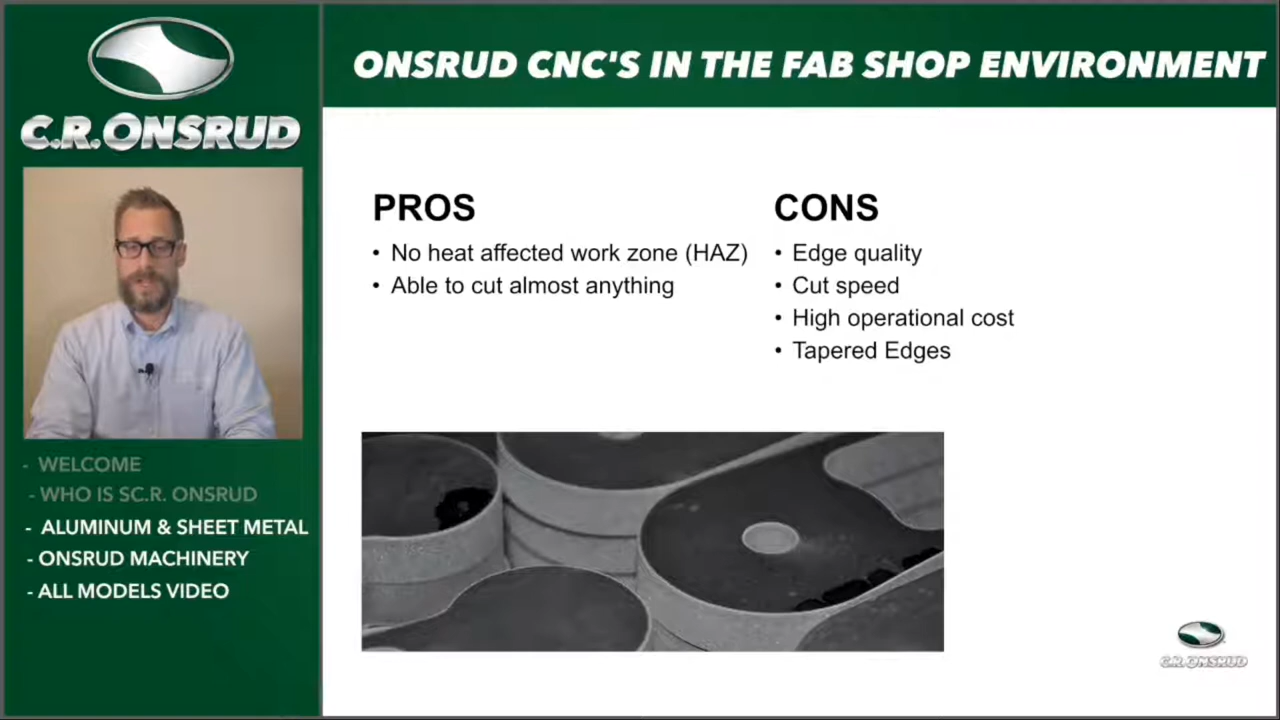 C.R.ONSRUD
ONSRUD CNC'S IN THE FAB SHOP ENVIRONMENT
PROS
• No heat affected work zone (HAZ)
• Able to cut almost anything
CONS
• Edge quality
• Cut speed
• High operational cost
• Tapered Edges
- WELCOME
- WHO IS SC.R. ONSRUD
- ALUMINUM & SHEET METAL
- ONSRUD MACHINERY
- ALL MODELS VIDEO
C.R.ONSRUD